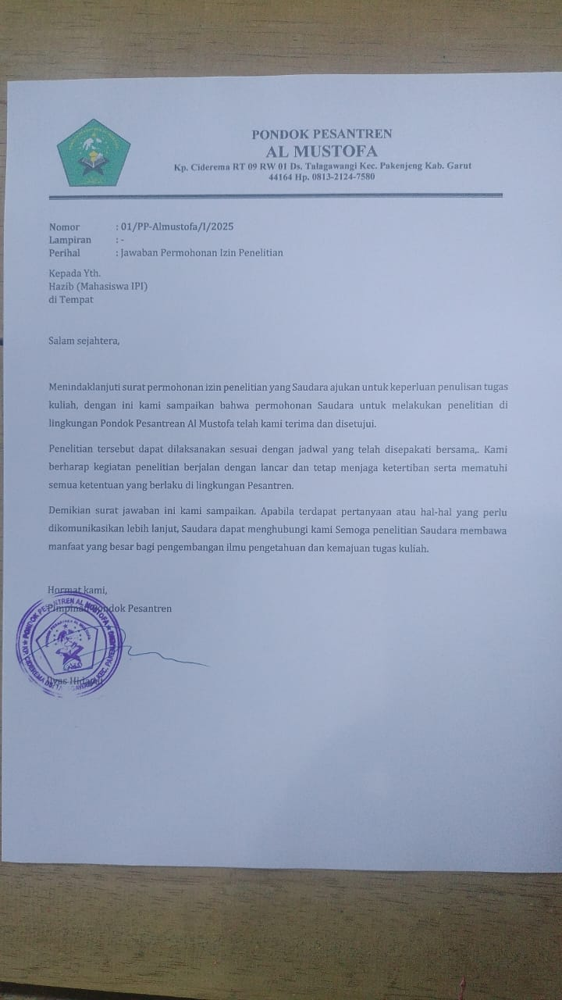 PONDOK PESANTREN
AL MUSTOFA
Kp. Ciderema RT 09 RW 01 Ds. Talagawangi Kec. Pakenjeng Kab. Garut
44164 Hp. 0813-2124-7580
Nomor : 01/PP-Almustofa/I/2025
Lampiran : -
Perihal : Jawaban Permohonan Izin Penelitian
Kepada Yth.
Hazib (Mahasiswa IPI)
di Tempat
Salam sejahtera,
Menindaklanjuti surat permohonan izin penelitian yang Saudara ajukan untuk keperluan penulisan tugas
kuliah, dengan ini kami sampaikan bahwa permohonan Saudara untuk melakukan penelitian di
lingkungan Pondok Pesantrean Al Mustofa telah kami terima dan disetujui.
Penelitian tersebut dapat dilaksanakan sesuai dengan jadwal yang telah disepakati bersama,. Kami
berharap kegiatan penelitian berjalan dengan lancar dan tetap menjaga ketertiban serta mematuhi
semua ketentuan yang berlaku di lingkungan Pesantren.
Demikian surat jawaban ini kami sampaikan. Apabila terdapat pertanyaan atau hal-hal yang perlu
dikomunikasikan lebih lanjut, Saudara dapat menghubungi kami Semoga penelitian Saudara membawa
manfaat yang besar bagi pengembangan ilmu pengetahuan dan kemajuan tugas kuliah.
Hormat kami,
Pimpinan Pondok Pesantren
PONDOK PESANTREN AL MUSTOFA
KP. CIDEREMA
KEC.